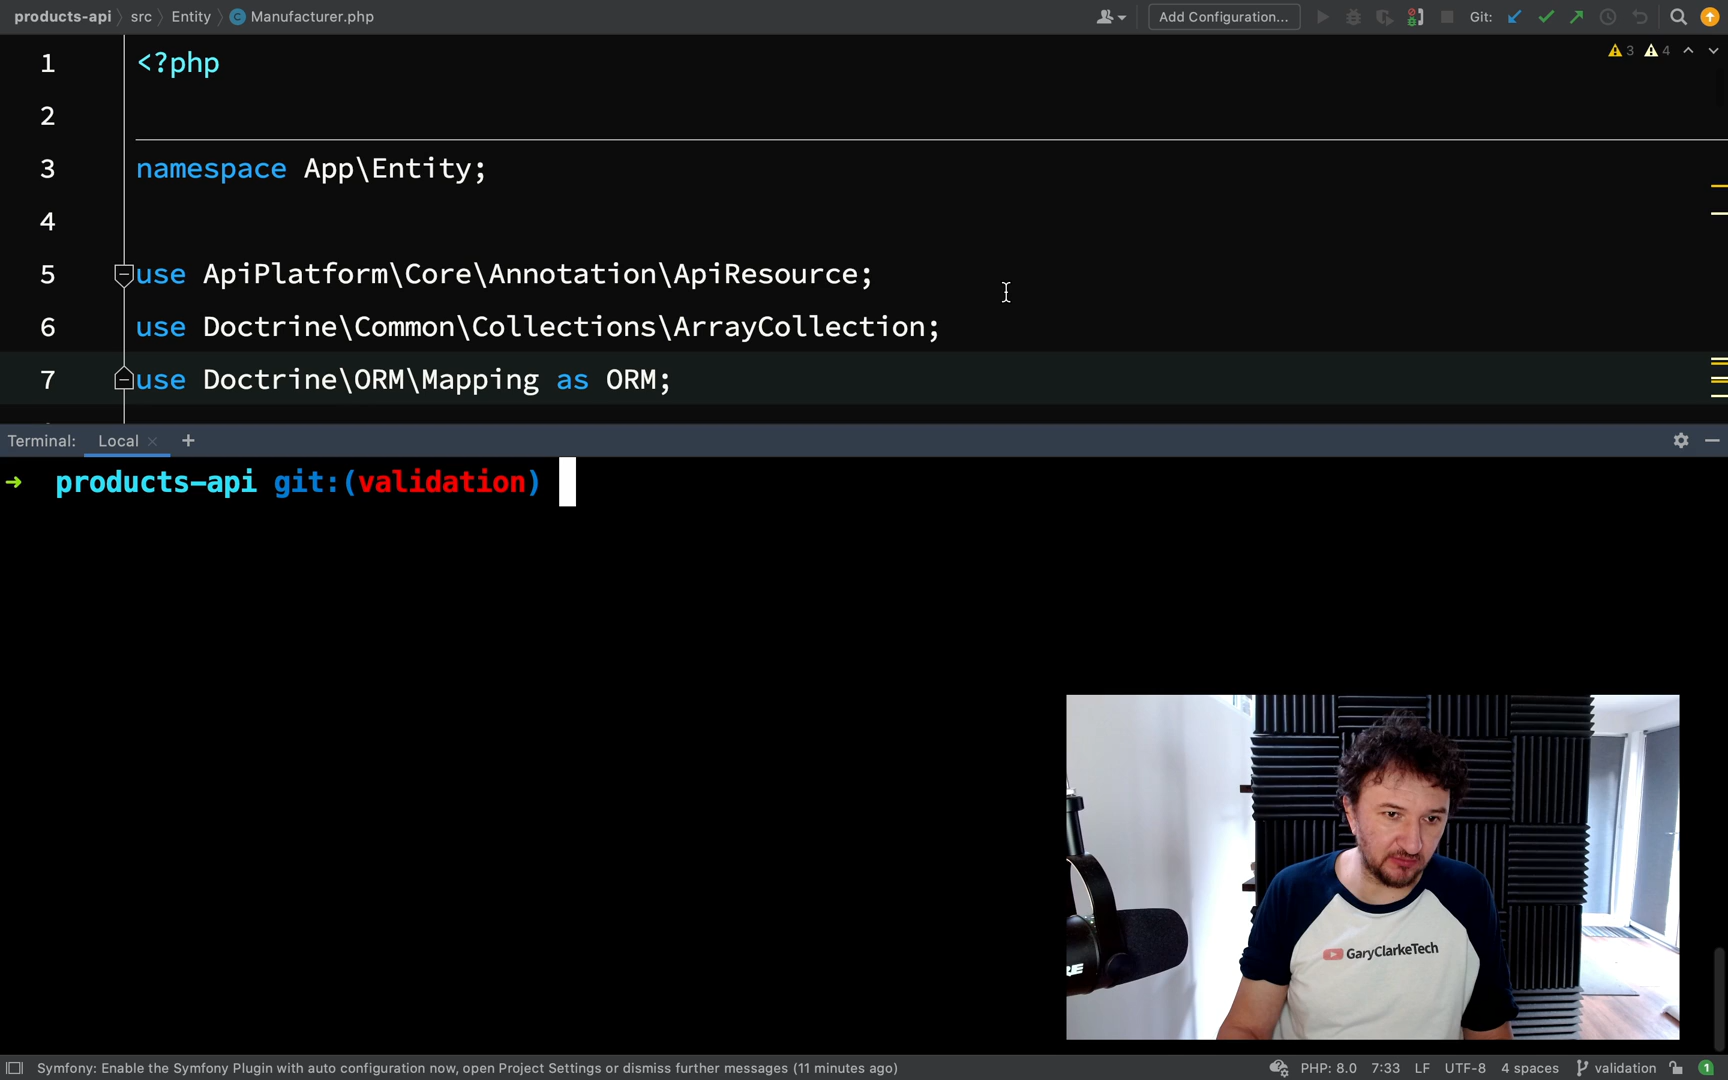 products-api src Entity Manufacturer.php Add Configuration... Git:
3 4
1 <?php
2
3 namespace App\Entity;
4
5 use ApiPlatform\Core\Annotation\ApiResource;
6 use Doctrine\Common\Collections\ArrayCollection;
7 use Doctrine\ORM\Mapping as ORM;
Terminal: Local × +
→ products-api git:(validation)
GaryClarkeTech
Symfony: Enable the Symfony Plugin with auto configuration now, open Project Settings or dismiss further messages (11 minutes ago) PHP: 8.0 7:33 LF UTF-8 4 spaces validation 1